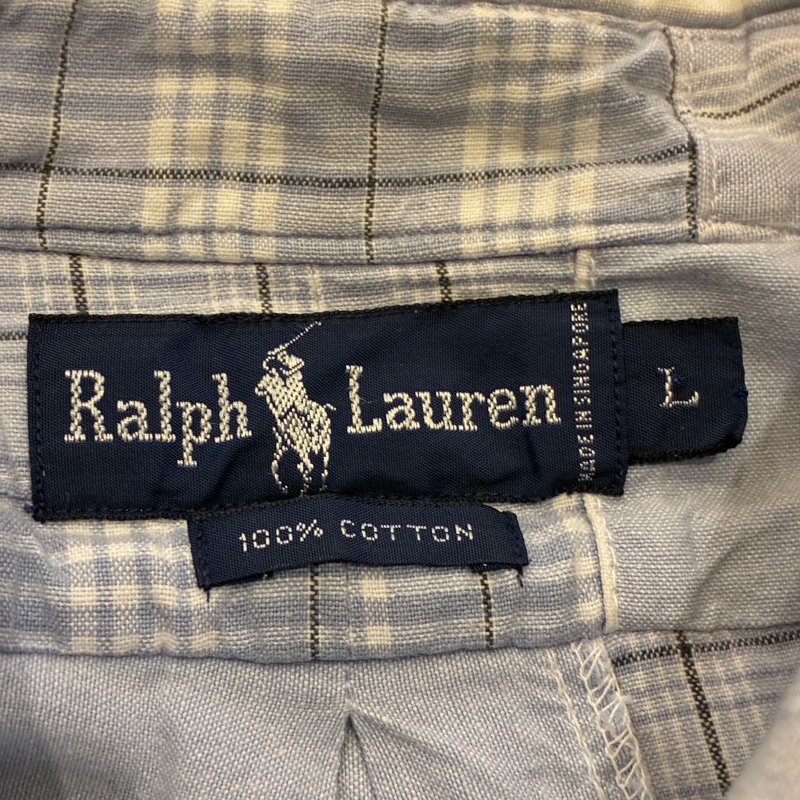 Ralph Lauren
MADE IN SINGAPORE
L
100% COTTON